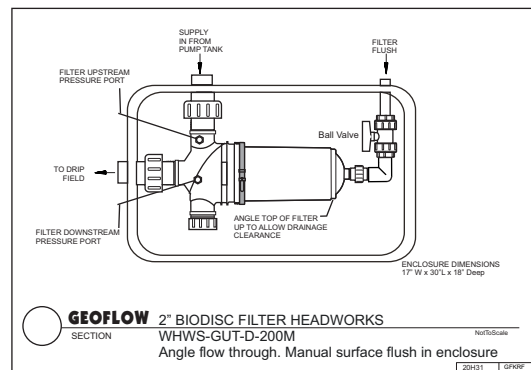 SUPPLY
IN FROM
PUMP TANK
FILTER
FLUSH
FILTER UPSTREAM
PRESSURE PORT
Ball Valve
TO DRIP
FIELD
FILTER DOWNSTREAM
PRESSURE PORT
ANGLE TOP OF FILTER
UP TO ALLOW DRAINAGE
CLEARANCE
ENCLOSURE DIMENSIONS
17" W x 30"L x 18" Deep
GEOFLOW
SECTION
2" BIODISC FILTER HEADWORKS
WHWS-GUT-D-200M
NotToScale
Angle flow through. Manual surface flush in enclosure
20H31
GFKRF